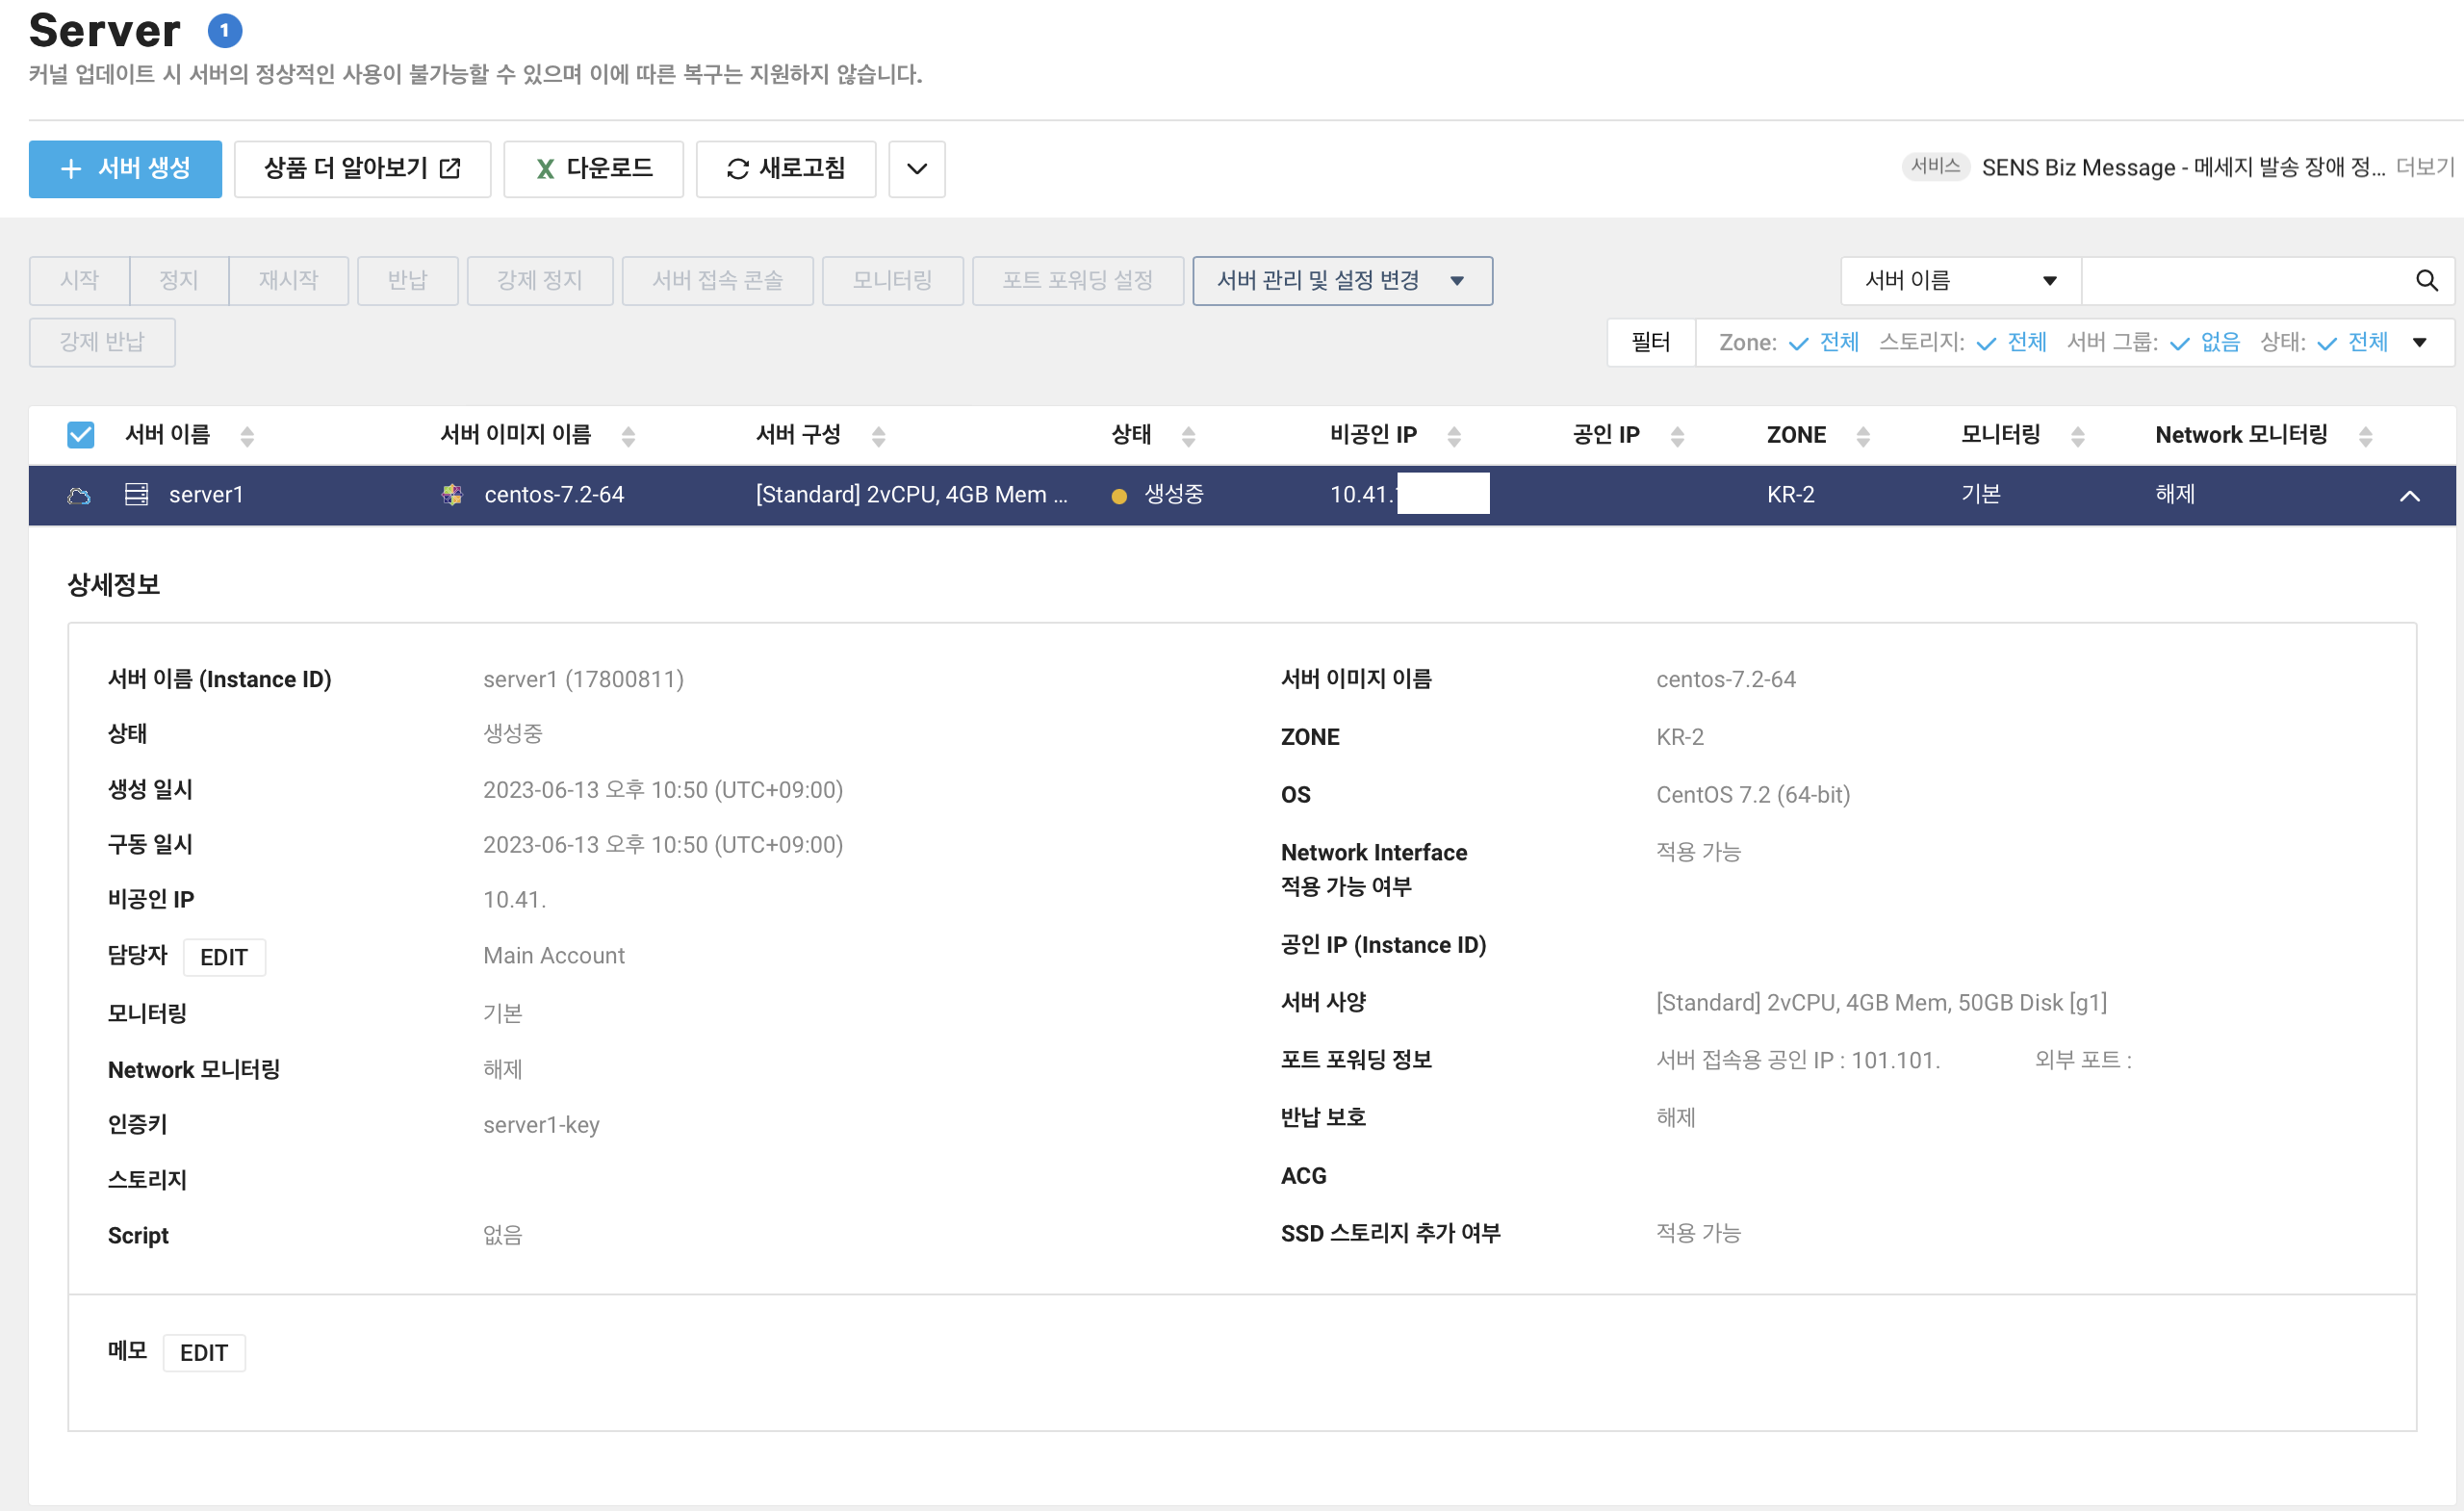 Server 1
커널 업데이트 시 서버의 정상적인 사용이 불가능할 수 있으며 이에 따른 복구는 지원하지 않습니다.
+ 서버 생성 상품 더 알아보기 X 다운로드 새로고침 서비스 SENS Biz Message - 메세지 발송 장애 정... 더보기
시작 정지 재시작 반납 강제 정지 서버 접속 콘솔 모니터링 포트 포워딩 설정 서버 관리 및 설정 변경 서버 이름
강제 반납 필터 Zone: 전체 스토리지: 전체 서버 그룹: 없음 상태: 전체
서버 이름 서버 이미지 이름 서버 구성 상태 비공인 IP 공인 IP ZONE 모니터링 Network 모니터링
server1 centos-7.2-64 [Standard] 2vCPU, 4GB Mem ... 생성중 10.41. KR-2 기본 해제
상세정보
서버 이름 (Instance ID) server1 (17800811)
상태 생성중
생성 일시 2023-06-13 오후 10:50 (UTC+09:00)
구동 일시 2023-06-13 오후 10:50 (UTC+09:00)
비공인 IP 10.41.
담당자 EDIT Main Account
모니터링 기본
Network 모니터링 해제
인증키 server1-key
스토리지
Script 없음
서버 이미지 이름 centos-7.2-64
ZONE KR-2
OS CentOS 7.2 (64-bit)
Network Interface 적용 가능
적용 가능 여부
공인 IP (Instance ID)
서버 사양 [Standard] 2vCPU, 4GB Mem, 50GB Disk [g1]
포트 포워딩 정보 서버 접속용 공인 IP : 101.101. 외부 포트 :
반납 보호 해제
ACG
SSD 스토리지 추가 여부 적용 가능
메모 EDIT